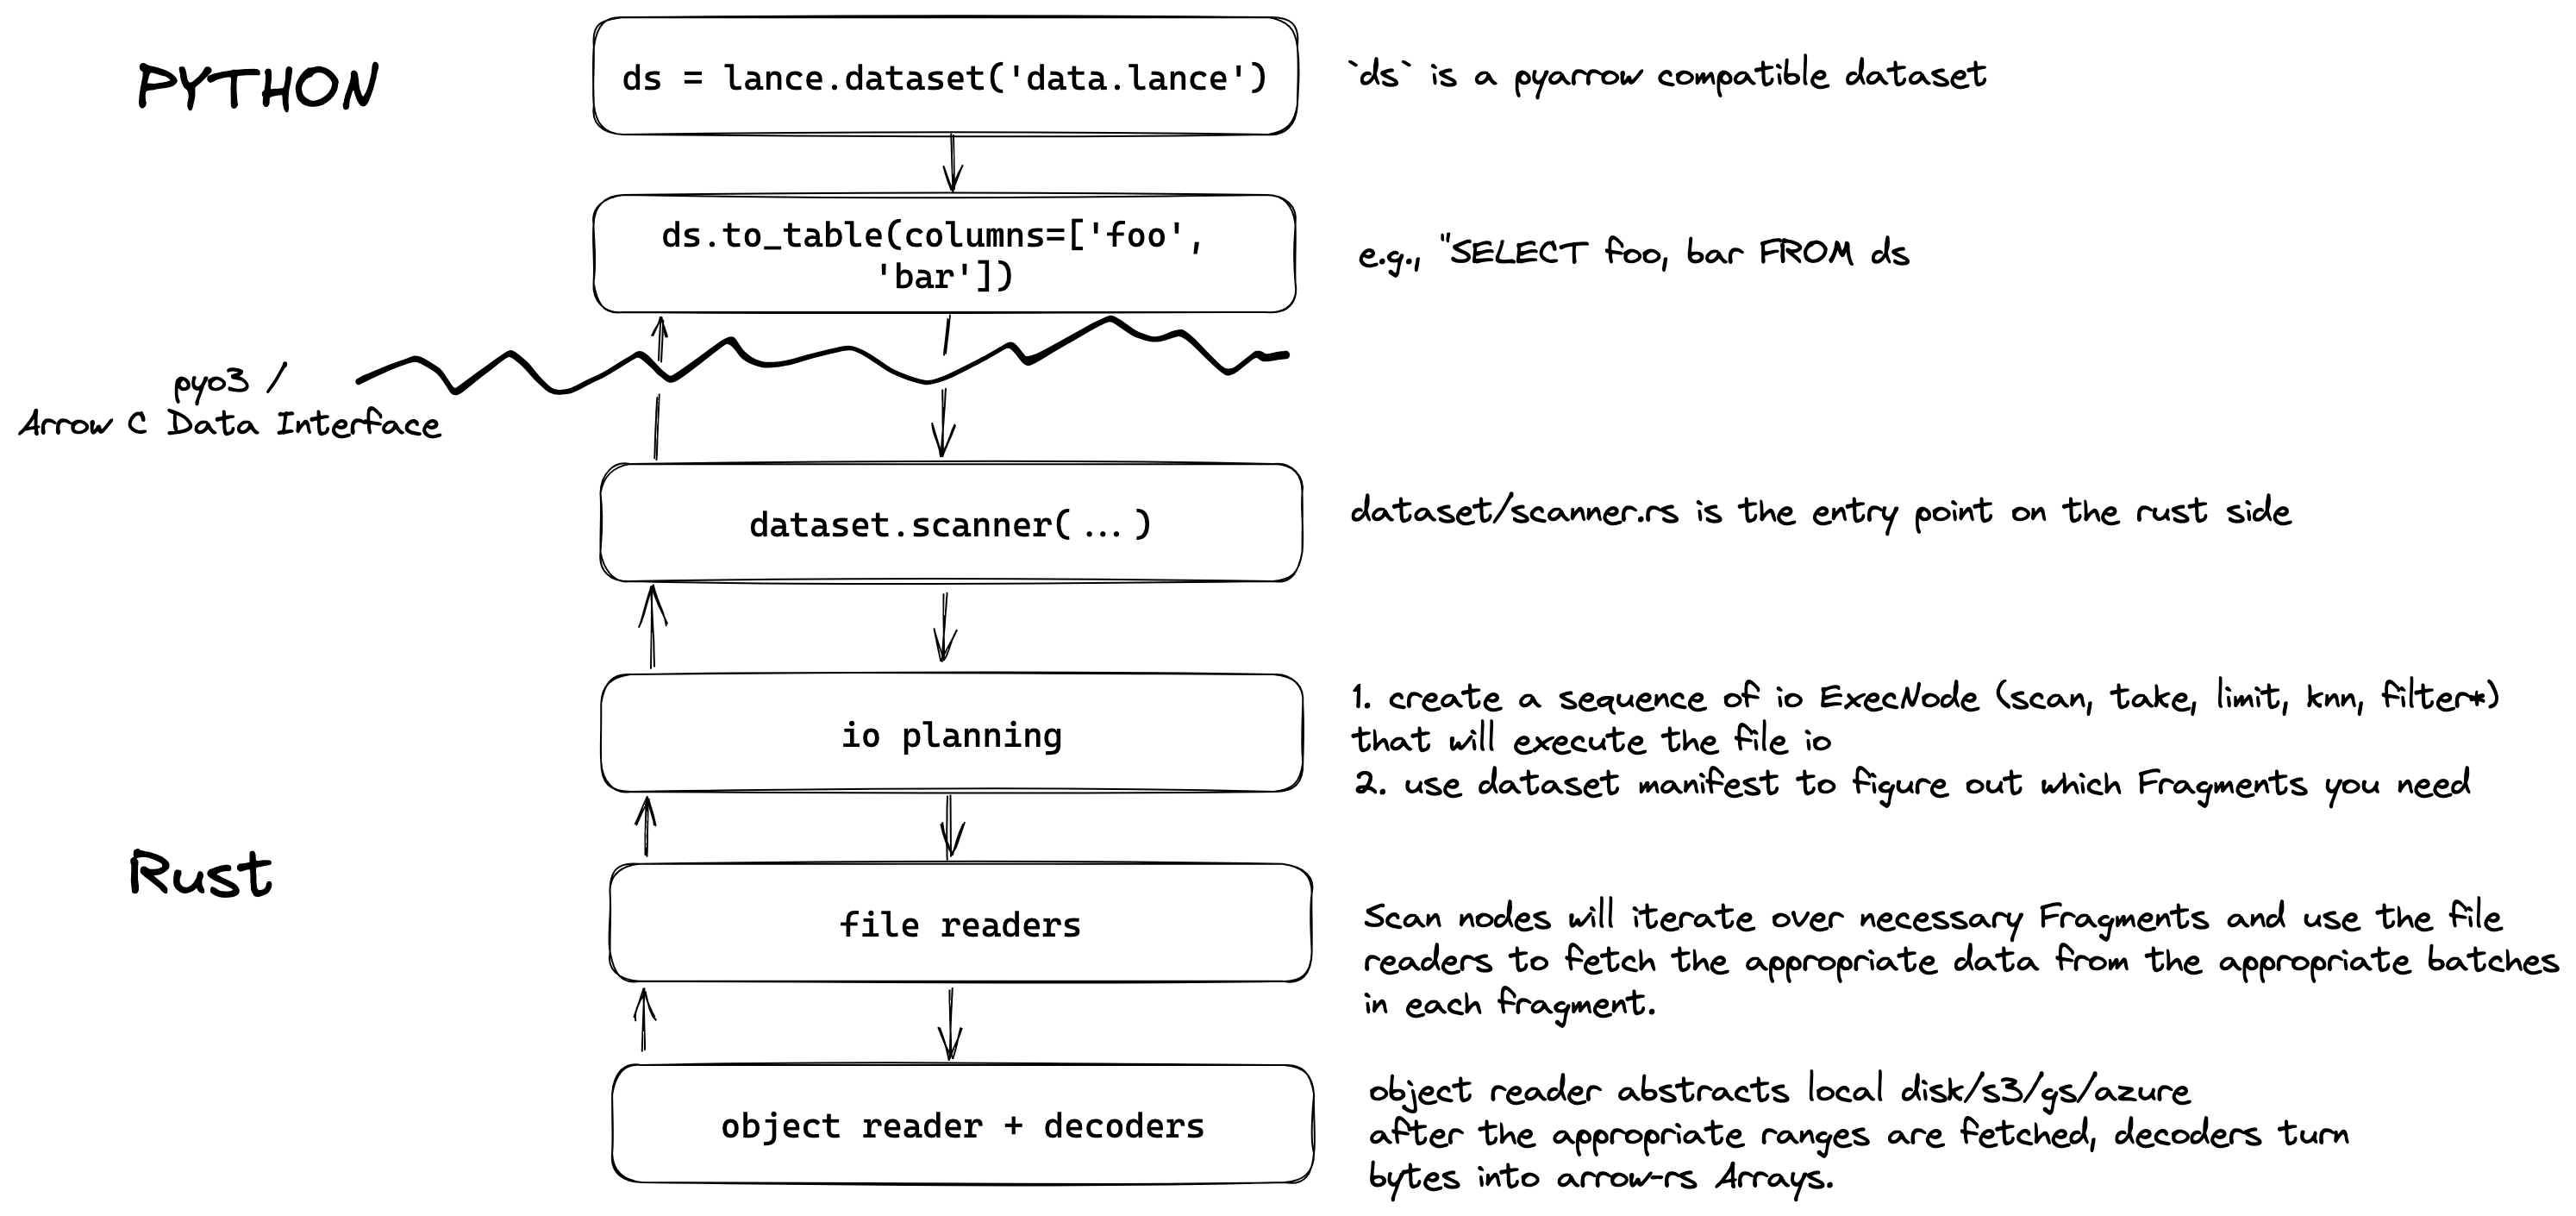 PYTHON
ds = lance.dataset('data.lance')
`ds` is a pyarrow compatible dataset
ds.to_table(columns=['foo',
'bar'])
e.g., "SELECT foo, bar FROM ds
pyo3 /
Arrow C Data Interface
dataset.scanner(...)
dataset/scanner.rs is the entry point on the rust side
io planning
1. create a sequence of io ExecNode (scan, take, limit, knn, filter*)
that will execute the file io
2. use dataset manifest to figure out which Fragments you need
Rust
file readers
Scan nodes will iterate over necessary Fragments and use the file
readers to fetch the appropriate data from the appropriate batches
in each fragment.
object reader + decoders
object reader abstracts local disk/s3/gs/azure
after the appropriate ranges are fetched, decoders turn
bytes into arrow-rs Arrays.